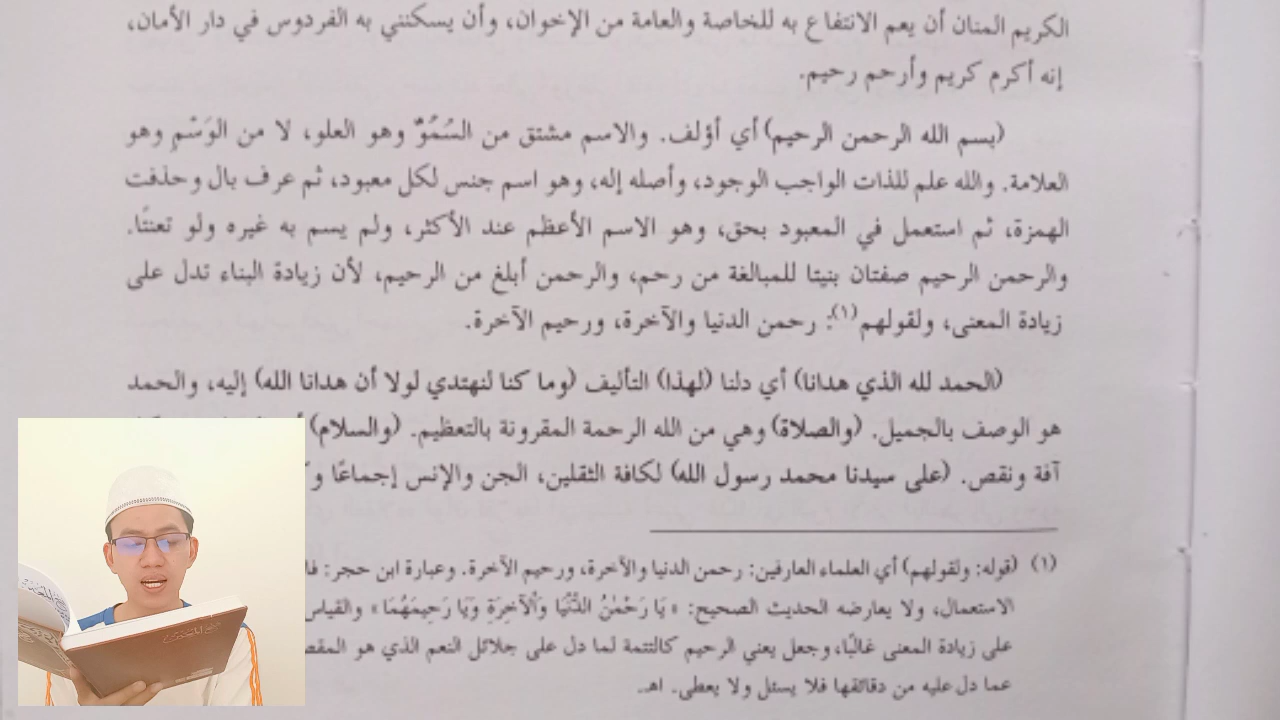 الكريم المنان أن يعم الانتفاع به للخاصة والعامة من الإخوان، وأن يسكنني به الفردوس في دار الأمان،
إنه أكرم كريم وأرحم رحيم.
(بسم الله الرحمن الرحيم) أي أؤلف. والاسم مشتق من السُمُوّ وهو العلو، لا من الوَسْمِ وهو
العلامة. والله علم للذات الواجب الوجود، وأصله إله، وهو اسم جنس لكل معبود، ثم عرف بال وحذفت
الهمزة، ثم استعمل في المعبود بحق، وهو الاسم الأعظم عند الأكثر، ولم يسم به غيره ولو تعنتًا.
والرحمن الرحيم صفتان بنيتا للمبالغة من رحم، والرحمن أبلغ من الرحيم، لأن زيادة البناء تدل على
زيادة المعنى، ولقولهم(١): رحمن الدنيا والآخرة، ورحيم الآخرة.
(الحمد لله الذي هدانا) أي دلنا (لهذا) التأليف (وما كنا لنهتدي لولا أن هدانا الله) إليه، والحمد
هو الوصف بالجميل. (والصلاة) وهي من الله الرحمة المقرونة بالتعظيم. (والسلام)
آفة ونقص. (على سيدنا محمد رسول الله) لكافة الثقلين، الجن والإنس إجماعًا
(١) (قوله: ولقولهم) أي العلماء العارفين: رحمن الدنيا والآخرة، ورحيم الآخرة. وعبارة ابن حجر:
الاستعمال، ولا يعارضه الحديث الصحيح: «يَا رَحْمٰنُ الدُّنْيَا وَالْآخِرَةِ وَيَا رَحِيمَهُمَا» والقياس
على زيادة المعنى غالبًا، وجعل يعني الرحيم كالتتمة لما دل على جلائل النعم الذي هو
عما دل عليه من دقائقها فلا يسئل ولا يعطى. اهـ.